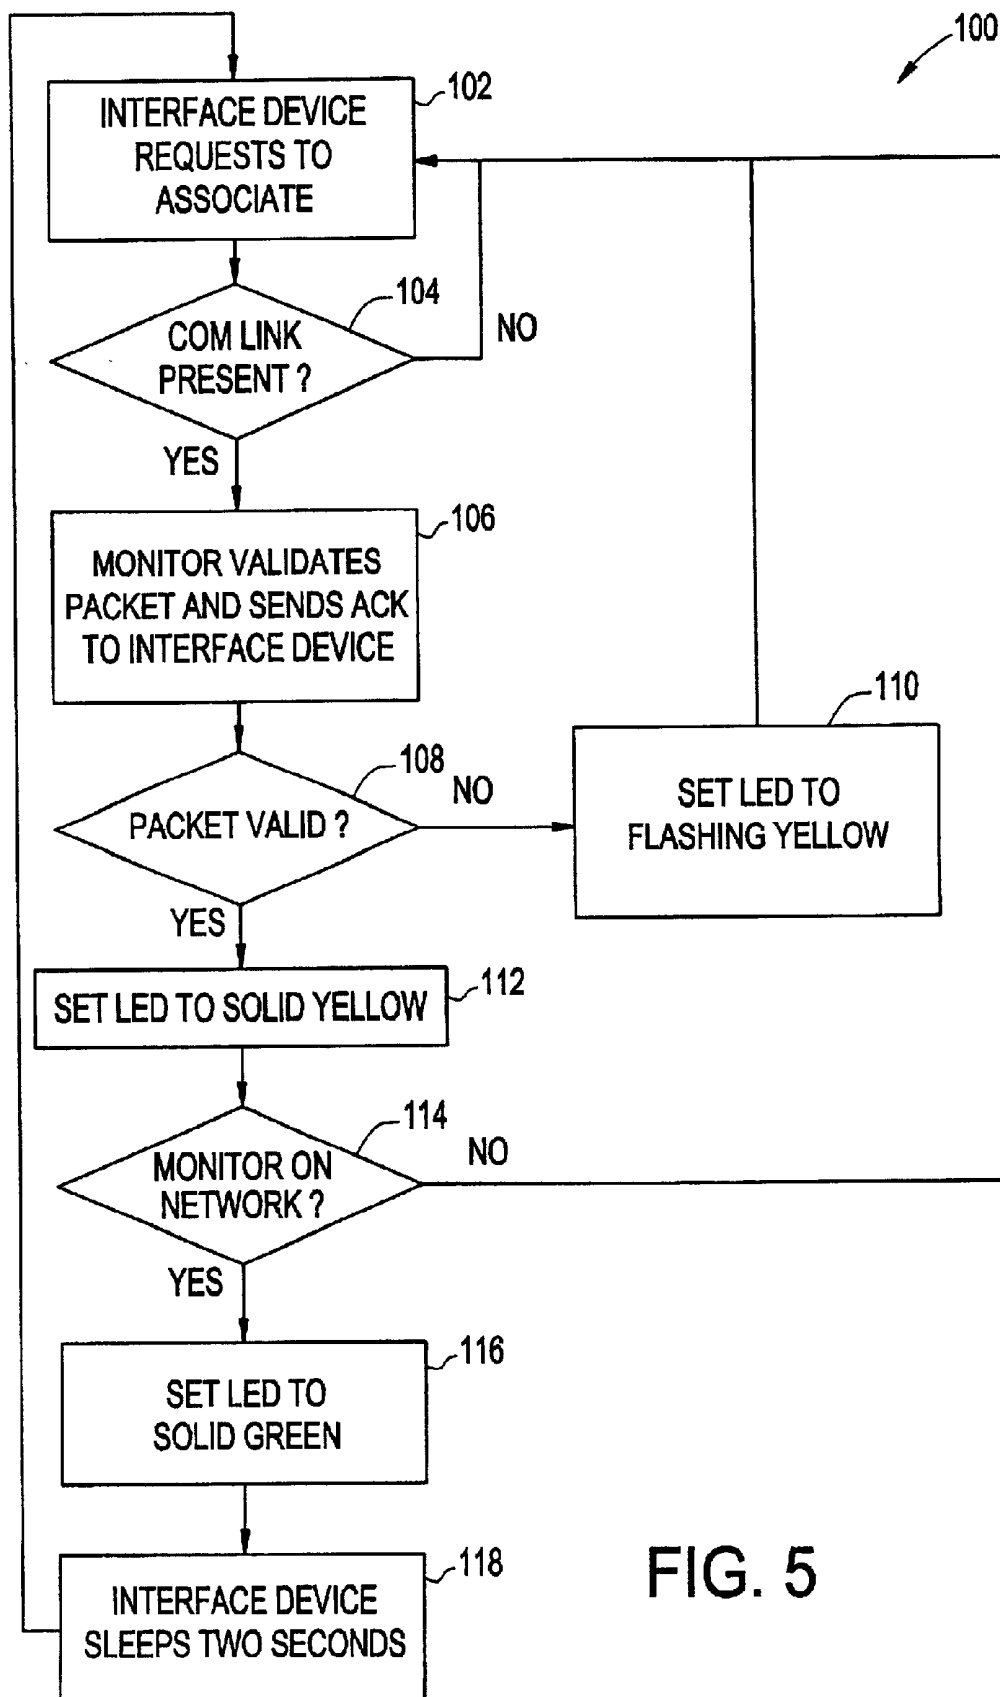 100
102
INTERFACE DEVICE
REQUESTS TO
ASSOCIATE
104
COM LINK
PRESENT ?
NO
YES
106
MONITOR VALIDATES
PACKET AND SENDS ACK
TO INTERFACE DEVICE
108
PACKET VALID ?
NO
110
SET LED TO
FLASHING YELLOW
YES
112
SET LED TO SOLID YELLOW
114
MONITOR ON
NETWORK ?
NO
YES
116
SET LED TO
SOLID GREEN
118
INTERFACE DEVICE
SLEEPS TWO SECONDS
FIG. 5